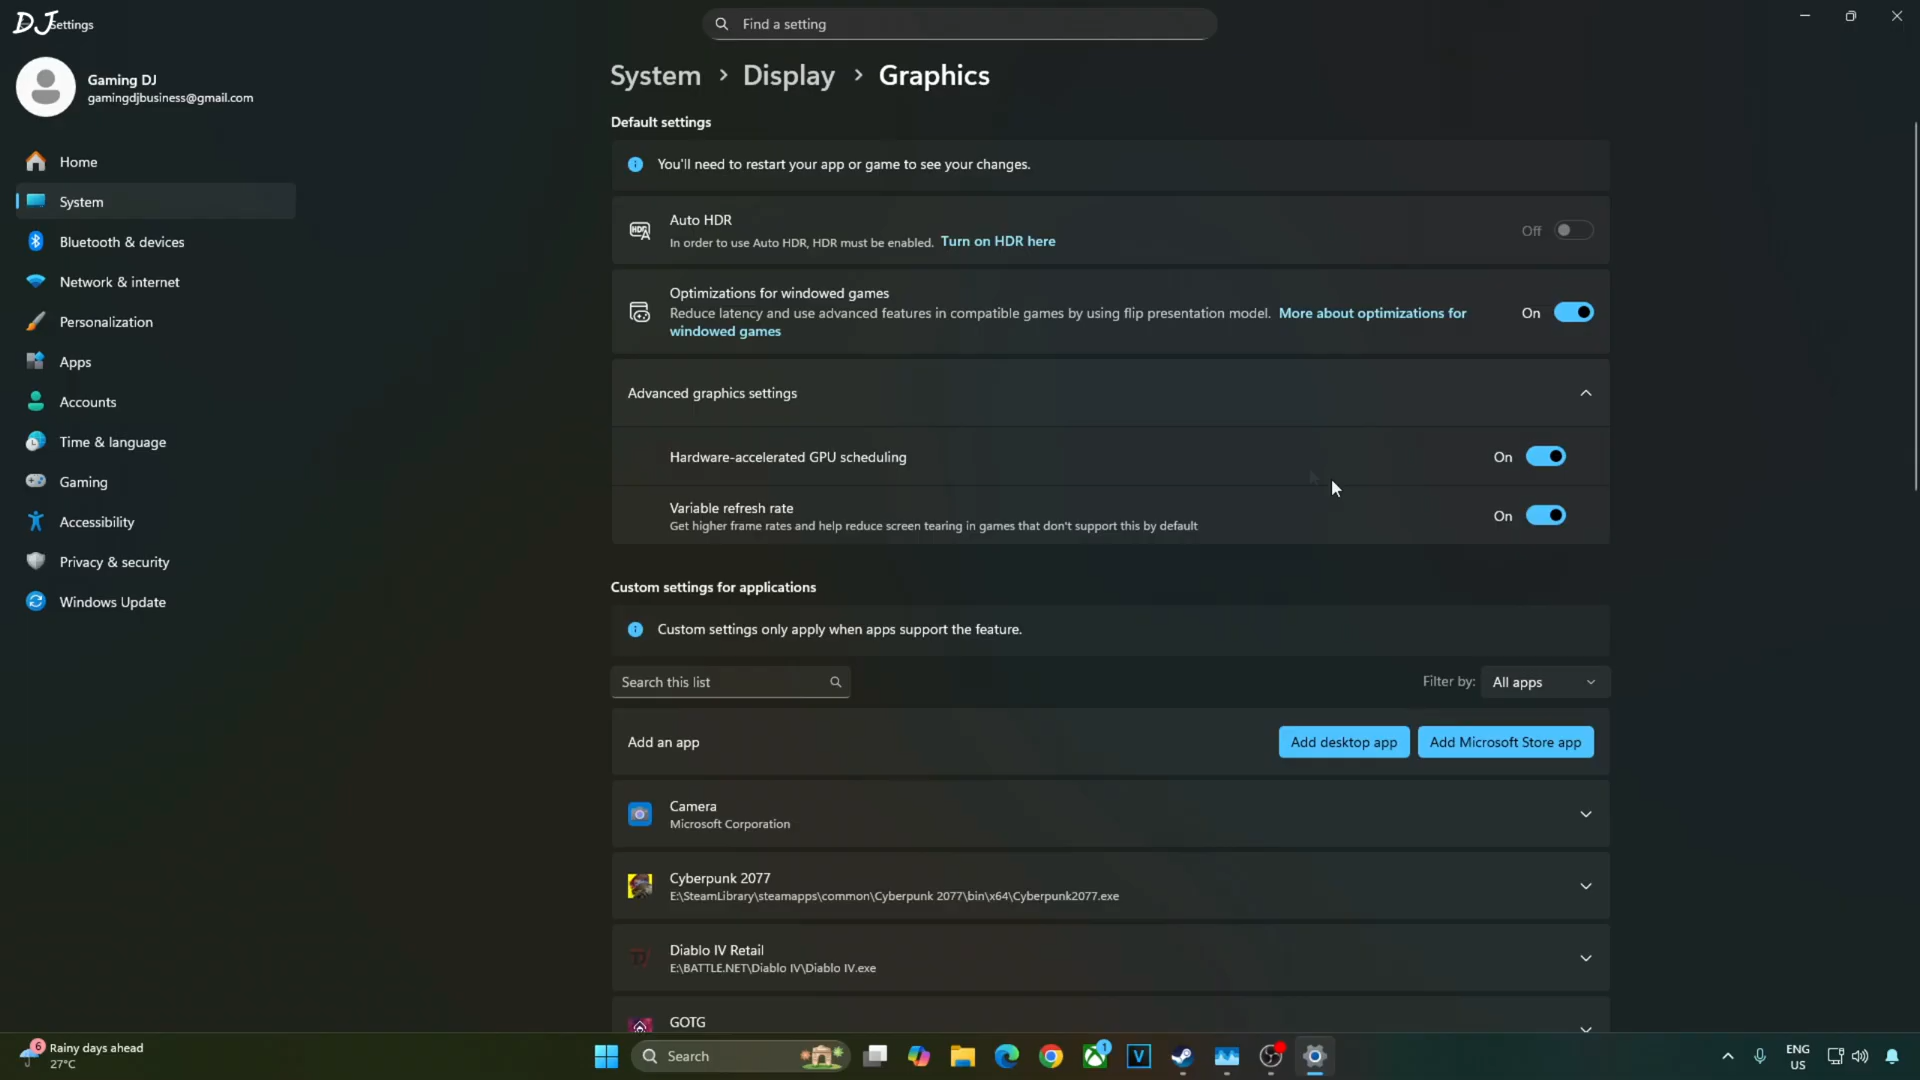 DJ
Settings
Find a setting
Gaming DJ
gamingdjbusiness@gmail.com
Home
System
Bluetooth & devices
Network & internet
Personalization
Apps
Accounts
Time & language
Gaming
Accessibility
Privacy & security
Windows Update
System > Display > Graphics
Default settings
You'll need to restart your app or game to see your changes.
Auto HDR
In order to use Auto HDR, HDR must be enabled. Turn on HDR here
Off
Optimizations for windowed games
Reduce latency and use advanced features in compatible games by using flip presentation model. More about optimizations for
windowed games
On
Advanced graphics settings
Hardware-accelerated GPU scheduling
On
Variable refresh rate
Get higher frame rates and help reduce screen tearing in games that don't support this by default
On
Custom settings for applications
Custom settings only apply when apps support the feature.
Search this list
Filter by: All apps
Add an app
Add desktop app
Add Microsoft Store app
Camera
Microsoft Corporation
Cyberpunk 2077
E:\SteamLibrary\steamapps\common\Cyberpunk 2077\bin\x64\Cyberpunk2077.exe
Diablo IV Retail
E:\BATTLE.NET\Diablo IV\Diablo IV.exe
GOTG
6
Rainy days ahead
27°C
Search
1
V
ENG
US